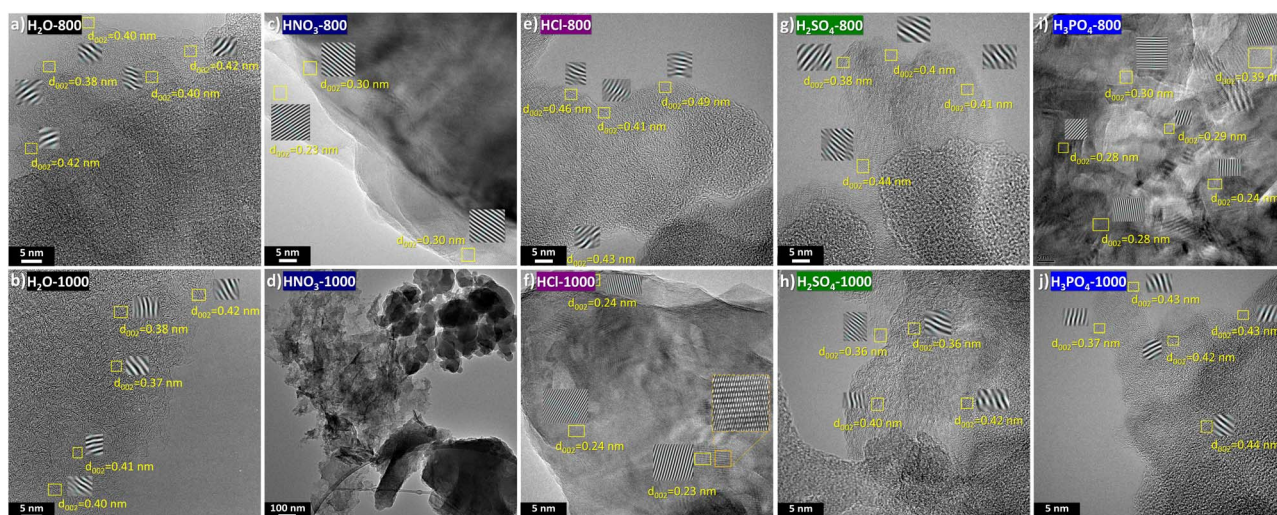 a) H₂O-800
d₀₀₂=0.40 nm
d₀₀₂=0.42 nm
d₀₀₂=0.38 nm
d₀₀₂=0.40 nm
d₀₀₂=0.42 nm
5 nm
c) HNO₃-800
d₀₀₂=0.30 nm
d₀₀₂=0.23 nm
d₀₀₂=0.30 nm
5 nm
e) HCl-800
d₀₀₂=0.49 nm
d₀₀₂=0.46 nm
d₀₀₂=0.41 nm
d₀₀₂=0.43 nm
5 nm
g) H₂SO₄-800
d₀₀₂=0.38 nm
d₀₀₂=0.4 nm
d₀₀₂=0.41 nm
d₀₀₂=0.44 nm
5 nm
i) H₃PO₄-800
d₀₀₂=0.39 nm
d₀₀₂=0.30 nm
d₀₀₂=0.29 nm
d₀₀₂=0.28 nm
d₀₀₂=0.24 nm
d₀₀₂=0.28 nm
b) H₂O-1000
d₀₀₂=0.42 nm
d₀₀₂=0.38 nm
d₀₀₂=0.37 nm
d₀₀₂=0.41 nm
d₀₀₂=0.40 nm
5 nm
d) HNO₃-1000
100 nm
f) HCl-1000
d₀₀₂=0.24 nm
d₀₀₂=0.24 nm
d₀₀₂=0.23 nm
5 nm
h) H₂SO₄-1000
d₀₀₂=0.36 nm
d₀₀₂=0.36 nm
d₀₀₂=0.40 nm
d₀₀₂=0.42 nm
5 nm
j) H₃PO₄-1000
d₀₀₂=0.43 nm
d₀₀₂=0.37 nm
d₀₀₂=0.43 nm
d₀₀₂=0.42 nm
d₀₀₂=0.44 nm
5 nm